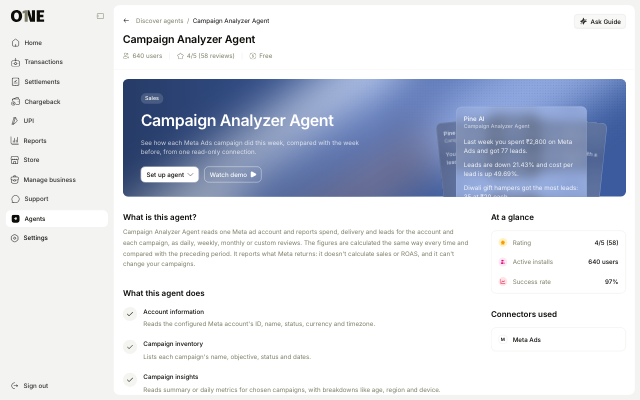 ONE
Home
Transactions
Settlements
Chargeback
UPI
Reports
Store
Manage business
Support
Agents
Settings
Sign out
Discover agents / Campaign Analyzer Agent
Ask Guide
Campaign Analyzer Agent
640 users
4/5 (58 reviews)
Free
Sales
Campaign Analyzer Agent
See how each Meta Ads campaign did this week, compared with the week
before, from one read-only connection.
Set up agent
Watch demo
Pine AI
Campaign Analyzer Agent
Last week you spent ₹2,800 on Meta
Ads and got 77 leads.
Leads are down 21.43% and cost per
lead is up 49.69%.
Diwali gift hampers got the most leads:
What is this agent?
Campaign Analyzer Agent reads one Meta ad account and reports spend, delivery and leads for the account and
each campaign, as daily, weekly, monthly or custom reviews. The figures are calculated the same way every time and
compared with the preceding period. It reports what Meta returns: it doesn't calculate sales or ROAS, and it can't
change your campaigns.
What this agent does
Account information
Reads the configured Meta account's ID, name, status, currency and timezone.
Campaign inventory
Lists each campaign's name, objective, status and dates.
Campaign insights
Reads summary or daily metrics for chosen campaigns, with breakdowns like age, region and device.
At a glance
Rating 4/5 (58)
Active installs 640 users
Success rate 97%
Connectors used
M Meta Ads